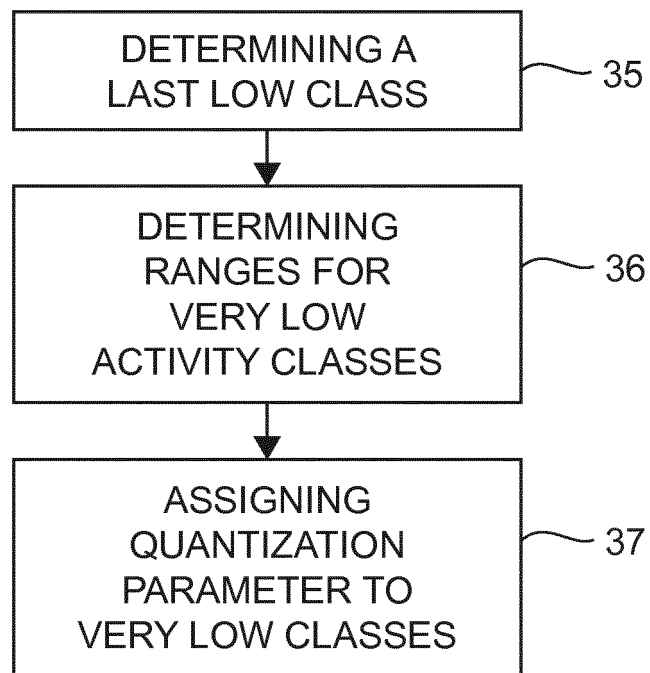 DETERMINING A
LAST LOW CLASS
35
DETERMINING
RANGES FOR
VERY LOW
ACTIVITY CLASSES
36
ASSIGNING
QUANTIZATION
PARAMETER TO
VERY LOW CLASSES
37